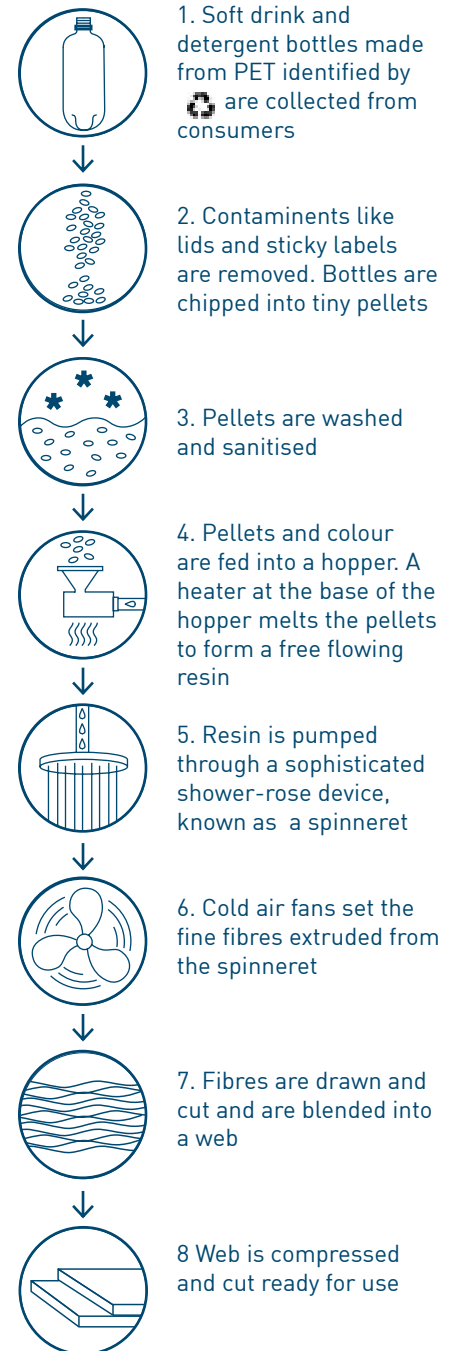 1. Soft drink and
detergent bottles made
from PET identified by
are collected from
consumers
2. Contaminents like
lids and sticky labels
are removed. Bottles are
chipped into tiny pellets
3. Pellets are washed
and sanitised
4. Pellets and colour
are fed into a hopper. A
heater at the base of the
hopper melts the pellets
to form a free flowing
resin
5. Resin is pumped
through a sophisticated
shower-rose device,
known as  a spinneret
6. Cold air fans set the
fine fibres extruded from
the spinneret
7. Fibres are drawn and
cut and are blended into
a web
8 Web is compressed
and cut ready for use